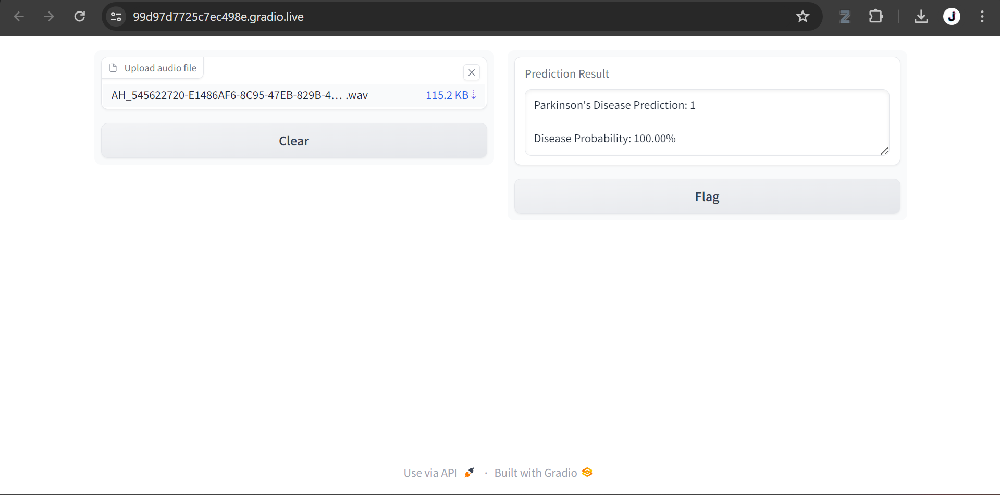 99d97d7725c7ec498e.gradio.live
Z
J
Upload audio file
AH_545622720-E1486AF6-8C95-47EB-829B-4... .wav
115.2 KB⇣
Clear
Prediction Result
Parkinson's Disease Prediction: 1
Disease Probability: 100.00%
Flag
Use via API · Built with Gradio